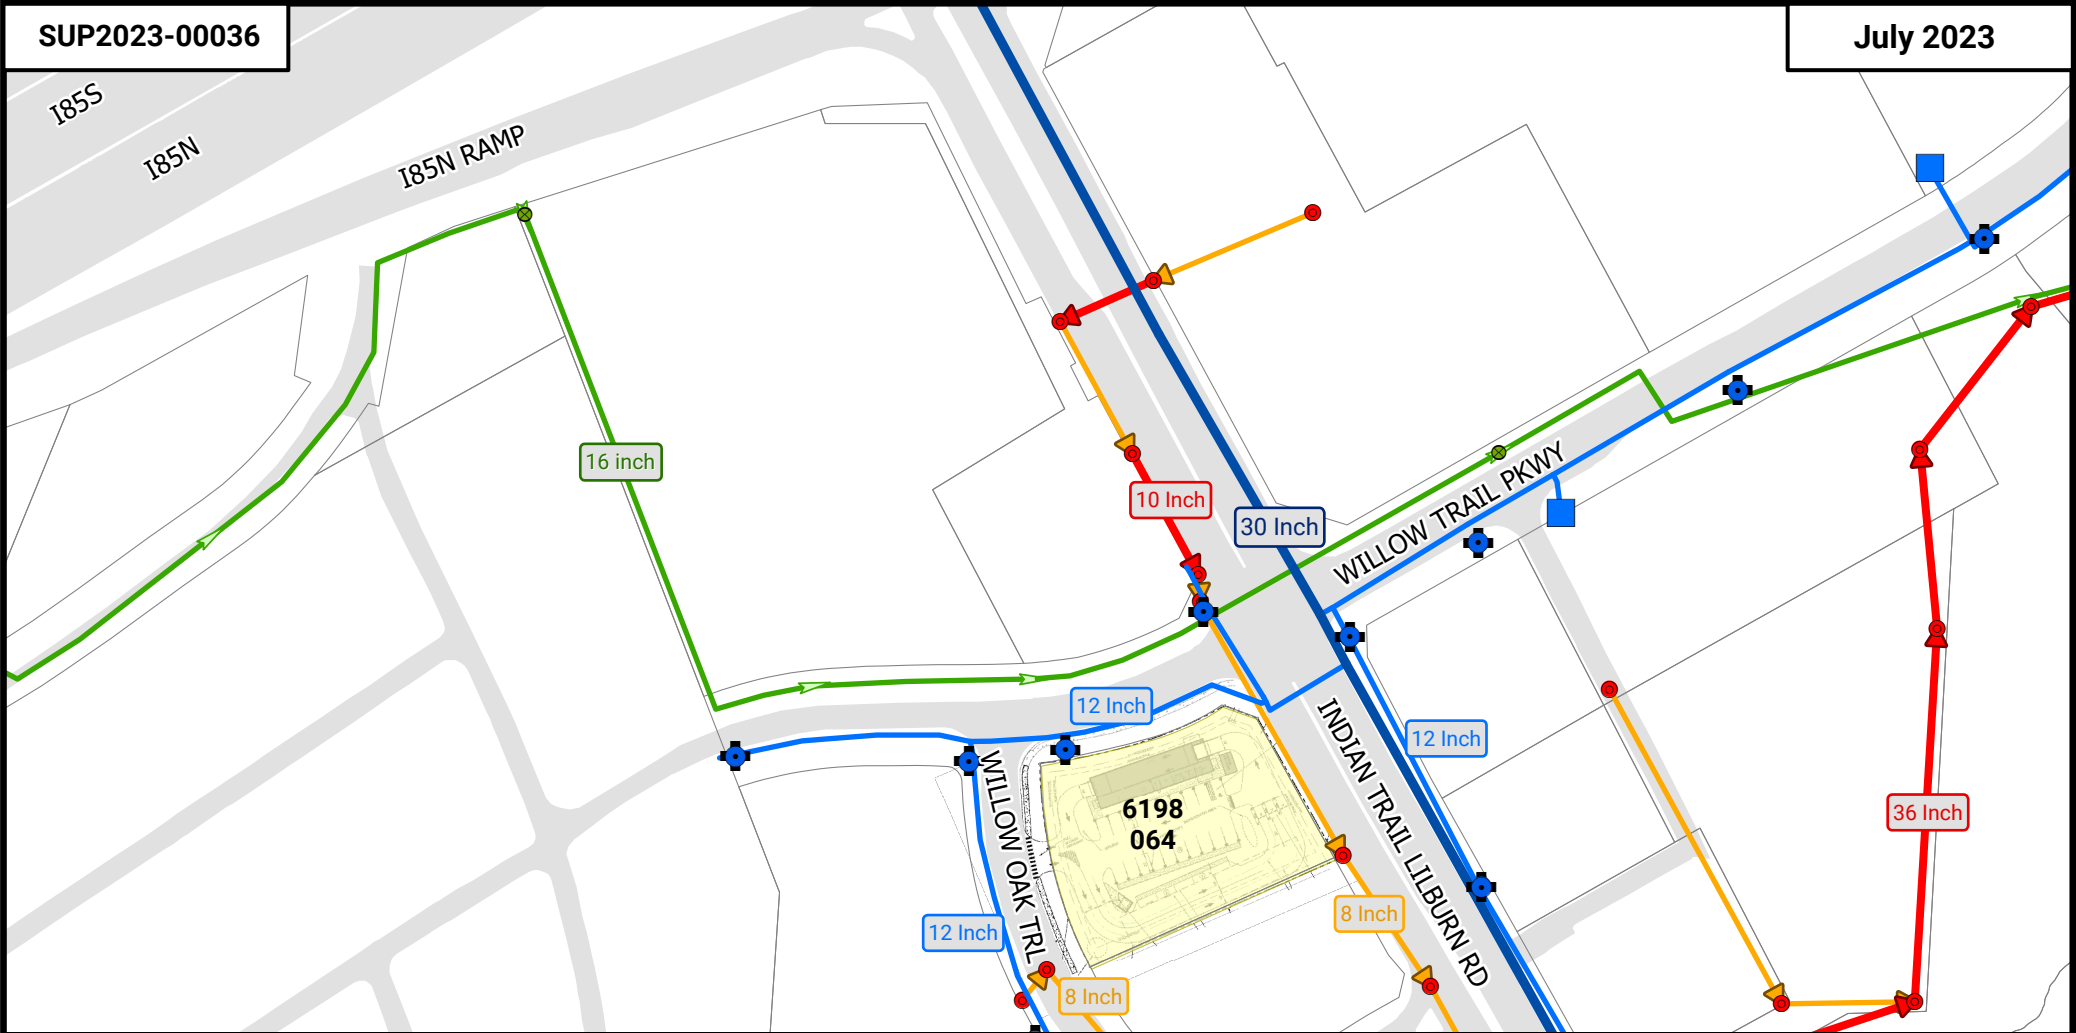 SUP2023-00036
July 2023
I85S
I85N
I85N RAMP
16 inch
10 Inch
30 Inch
WILLOW TRAIL PKWY
12 Inch
INDIAN TRAIL LILBURN RD
12 Inch
WILLOW OAK TRL
6198
064
36 Inch
8 Inch
12 Inch
8 Inch